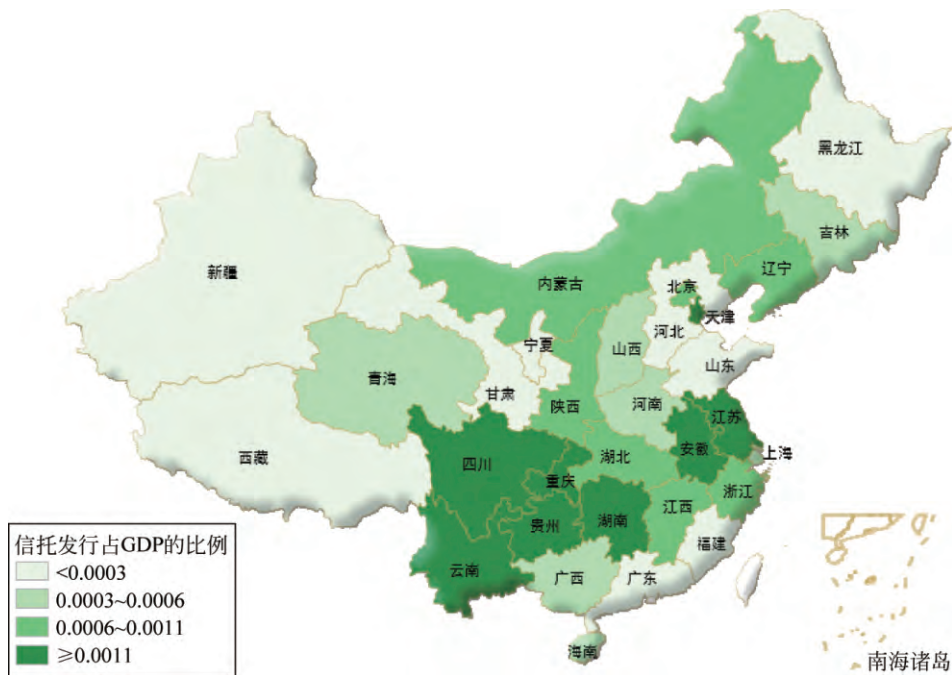 黑龙江
吉林
辽宁
新疆
内蒙古
北京
天津
河北
宁夏
山西
山东
青海
甘肃
陕西
河南
江苏
安徽
上海
西藏
四川
湖北
重庆
浙江
江西
贵州
湖南
福建
云南
广西
广东
海南
信托发行占GDP的比例
<0.0003
0.0003~0.0006
0.0006~0.0011
≥0.0011
南海诸岛